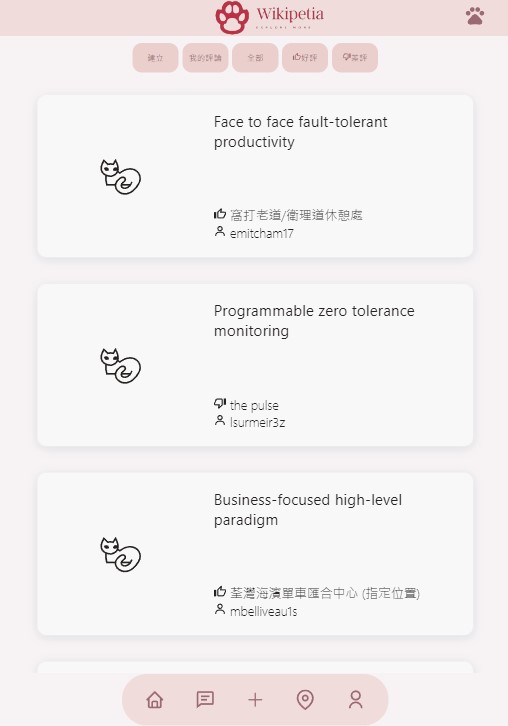 Wikipetia
EXPLORE MORE
建立
我的評論
全部
好評
差評
Face to face fault-tolerant
productivity
窩打老道/衛理道休憩處
emitcham17
Programmable zero tolerance
monitoring
the pulse
lsurmeir3z
Business-focused high-level
paradigm
荃灣海濱單車匯合中心 (指定位置)
mbelliveau1s